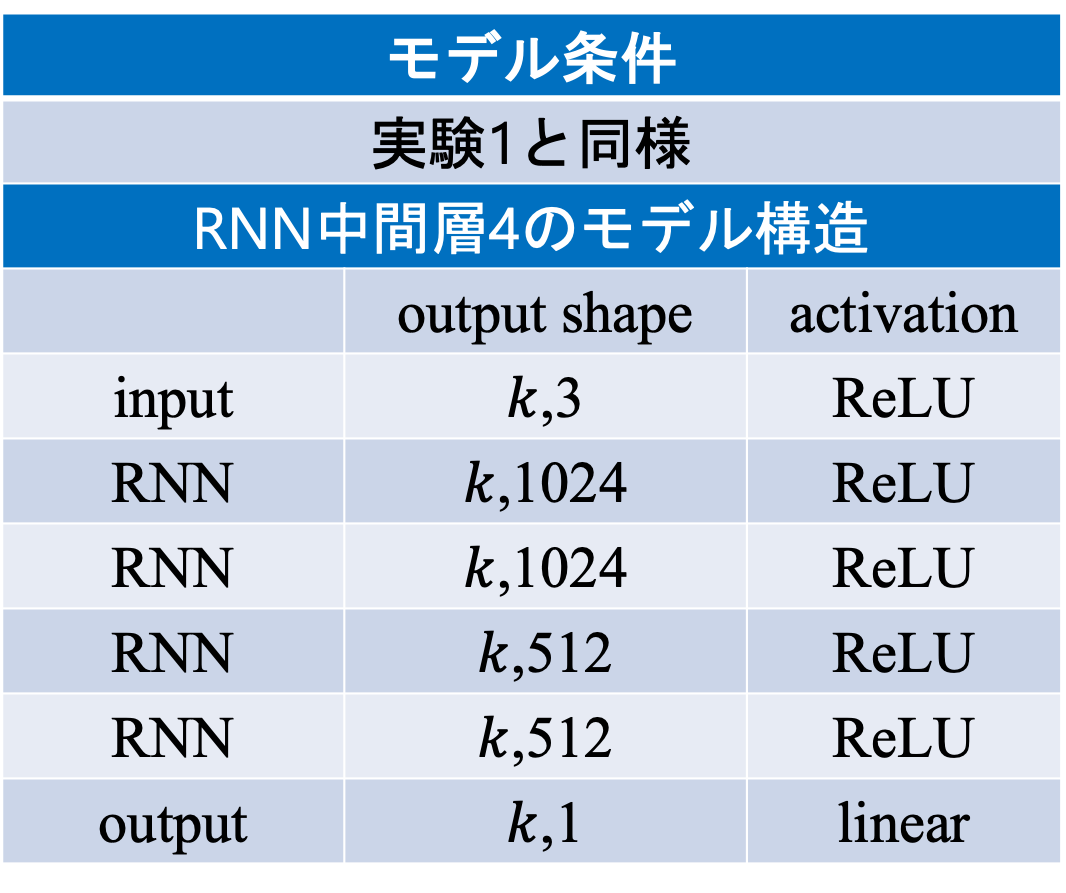 モデル条件
実験1と同様
RNN中間層4のモデル構造
output shape activation
input k,3 ReLU
RNN k,1024 ReLU
RNN k,1024 ReLU
RNN k,512 ReLU
RNN k,512 ReLU
output k,1 linear